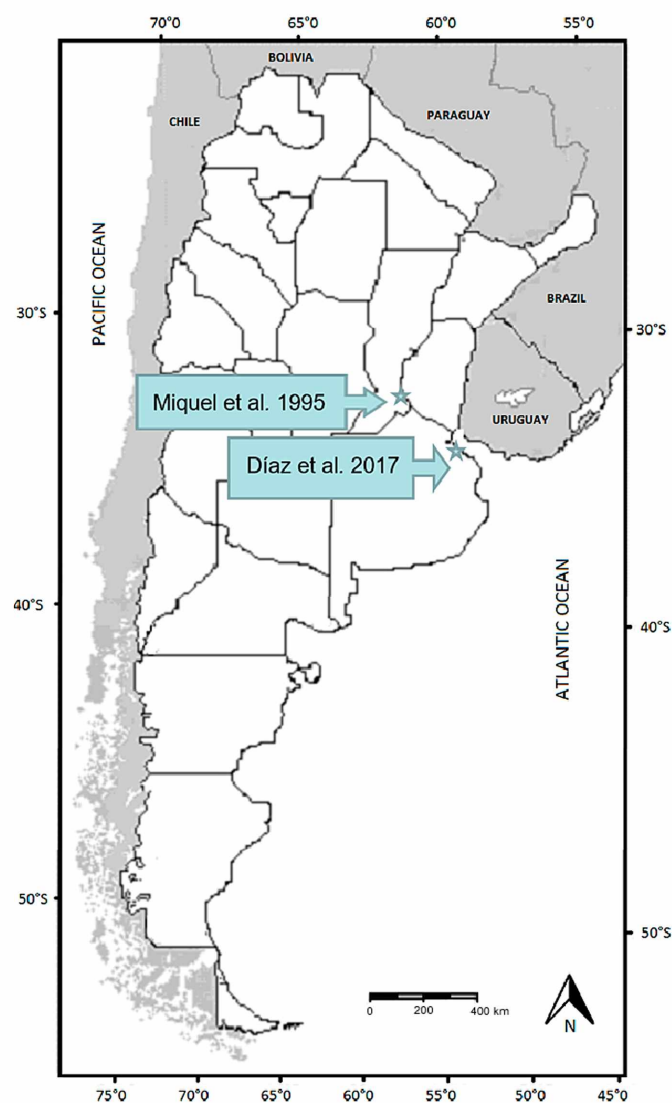 70°0 65°0 60°0 55°0
BOLIVIA
PARAGUAY
CHILE
PACIFIC OCEAN
BRAZIL
30°S
30°S
Miquel et al. 1995
URUGUAY
Díaz et al. 2017
ATLANTIC OCEAN
40°S
40°S
50°S
50°S
0 200 400 km
N
75°0 70°0 65°0 60°0 55°0 50°0 45°0